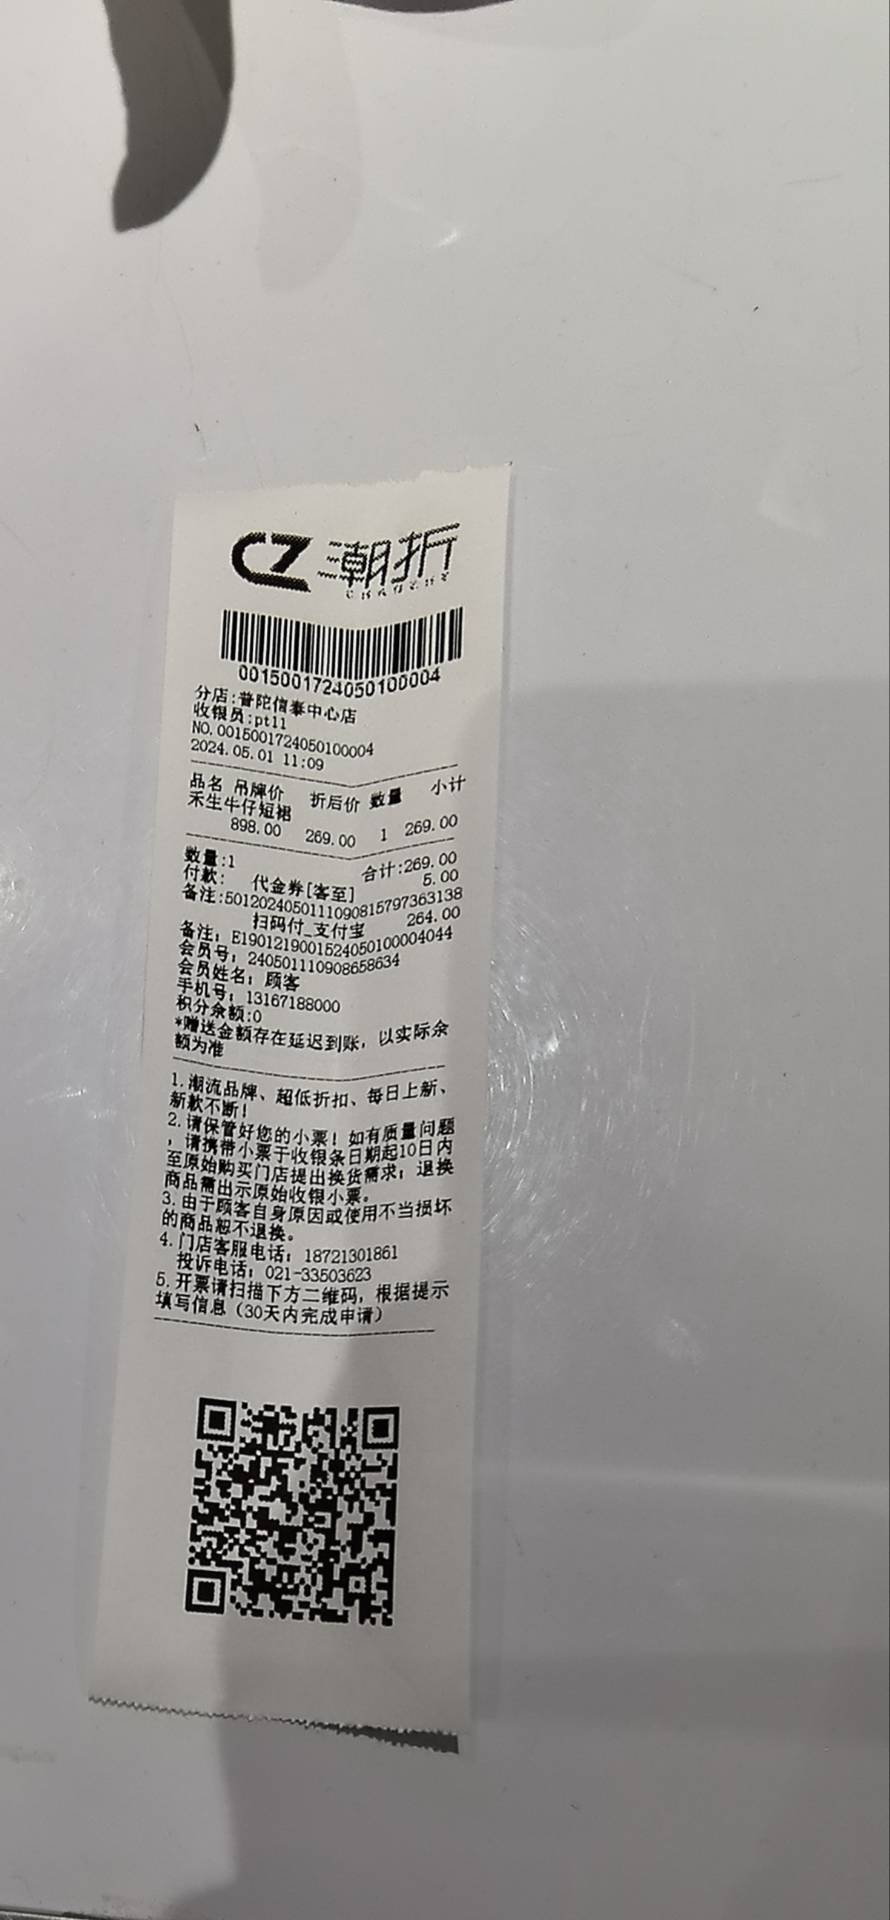 CZ 潮折
CHAOZHE
0015001724050100004
分店:普陀信泰中心店
收银员:pt11
NO.0015001724050100004
2024.05.01 11:09
品名 吊牌价 折后价 数量 小计
禾生牛仔短裙
898.00 269.00 1 269.00
数量:1 合计:269.00
付款: 代金券[客至] 5.00
备注:5012024050111090815797363138
扫码付_支付宝 264.00
备注: E1901219001524050100004044
会员号: 240501110908658634
会员姓名: 顾客
手机号: 13167188000
积分余额:0
*赠送金额存在延迟到账, 以实际余
额为准
1.潮流品牌、超低折扣、每日上新、
新款不断!
2.请保管好您的小票! 如有质量问题
, 请携带小票于收银条日期起10日内
至原始购买门店提出换货需求; 退换
商品需出示原始收银小票。
3.由于顾客自身原因或使用不当损坏
的商品恕不退换。
4.门店客服电话: 18721301861
投诉电话: 021-33503623
5.开票请扫描下方二维码, 根据提示
填写信息 (30天内完成申请)